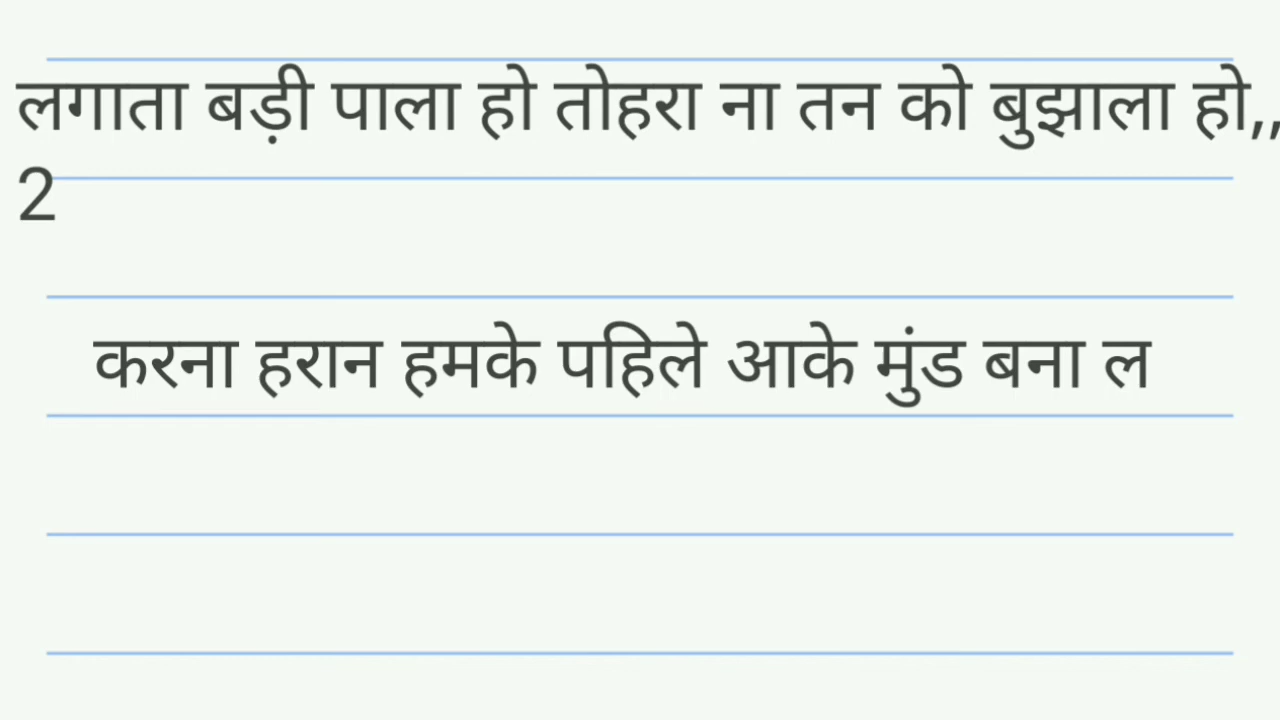 लगाता बड़ी पाला हो तोहरा ना तन को बुझाला हो,,
2
करना हरान हमके पहिले आके मुंड बना ल